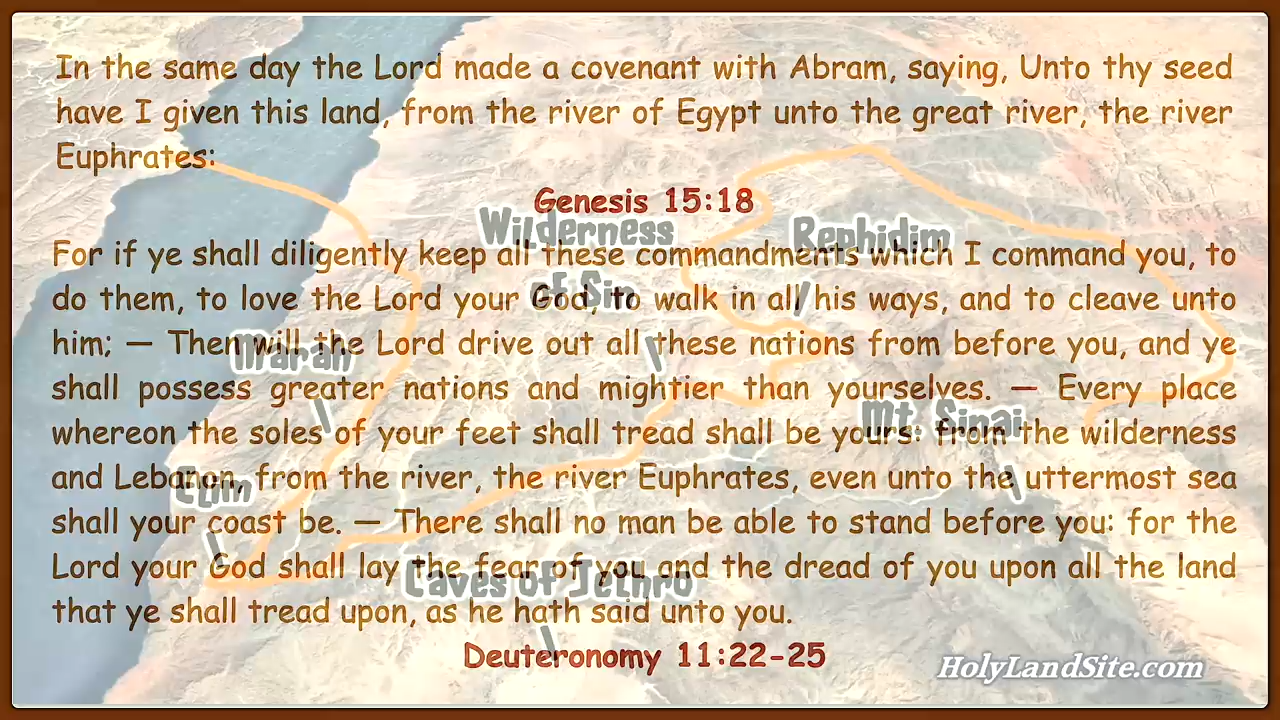 In the same day the Lord made a covenant with Abram, saying, Unto thy seed
have I given this land, from the river of Egypt unto the great river, the river
Euphrates:
Genesis 15:18
Wilderness
of Sin
Rephidim
For if ye shall diligently keep all these commandments which I command you, to
do them, to love the Lord your God, to walk in all his ways, and to cleave unto
him; — Then will the Lord drive out all these nations from before you, and ye
Marah
shall possess greater nations and mightier than yourselves. — Every place
Mt. Sinai
whereon the soles of your feet shall tread shall be yours: from the wilderness
and Lebanon, from the river, the river Euphrates, even unto the uttermost sea
Elim
shall your coast be. — There shall no man be able to stand before you: for the
Lord your God shall lay the fear of you and the dread of you upon all the land
Caves of Jethro
that ye shall tread upon, as he hath said unto you.
Deuteronomy 11:22-25
HolyLandSite.com